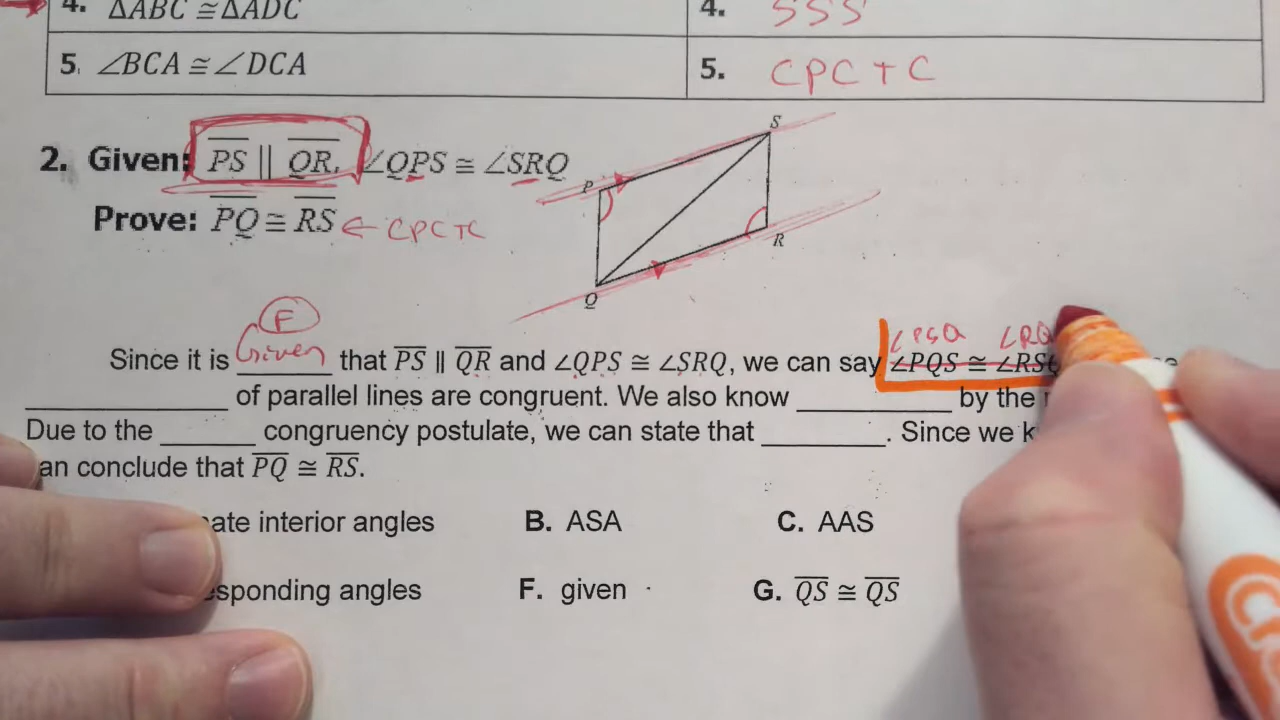 4. ΔABC ≅ ΔADC 4. SSS
5. ∠BCA ≅ ∠DCA 5. CPCTC
2. Given: PS || QR, ∠QPS ≅ ∠SRQ
Prove: PQ ≅ RS ← CPCTC
S
P
R
Q
F
∠PSQ ∠RQ
Since it is Given that PS || QR and ∠QPS ≅ ∠SRQ, we can say ∠PQS ≅ ∠RS
of parallel lines are congruent. We also know by the
Due to the congruency postulate, we can state that . Since we
an conclude that PQ ≅ RS.
ate interior angles B. ASA C. AAS
sponding angles F. given G. QS ≅ QS